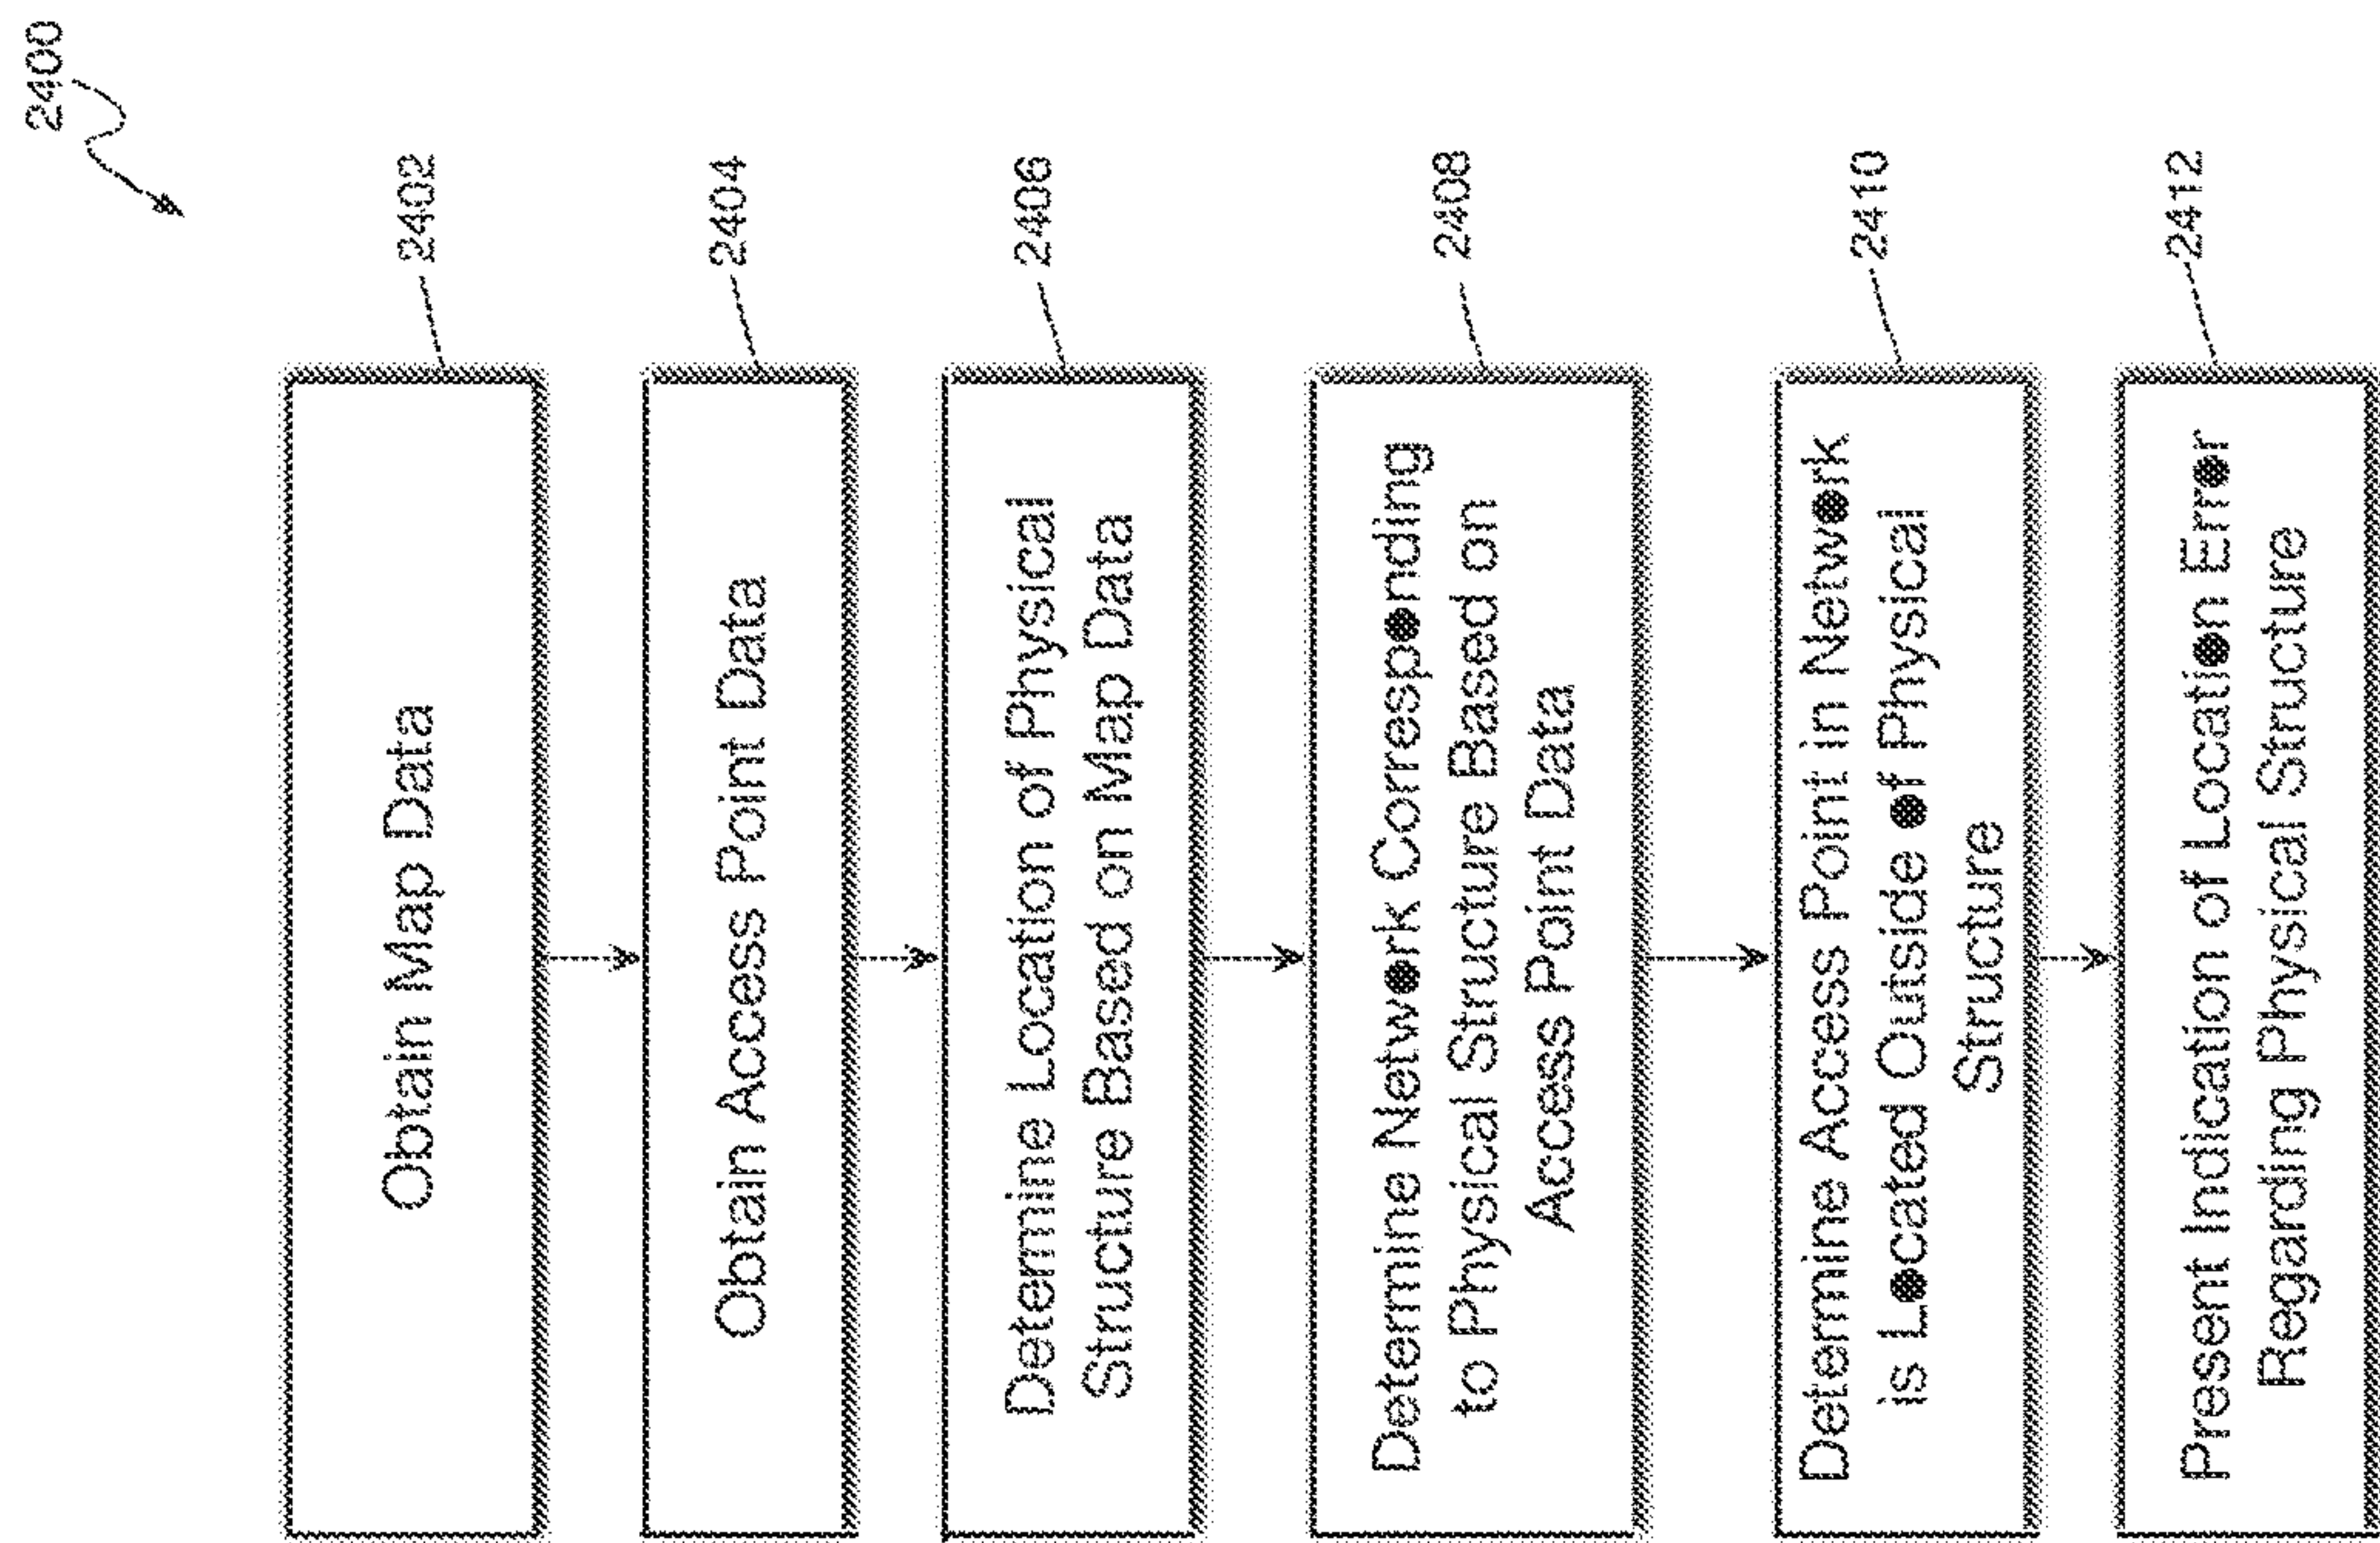 2400
Obtain Map Data
2402
Obtain Access Point Data
2404
Determine Location of Physical
Structure Based on Map Data
2406
Determine Network Corresponding
to Physical Structure Based on
Access Point Data
2408
Determine Access Point in Network
is Located Outside of Physical
Structure
2410
Present Indication of Location Error
Regarding Physical Structure
2412